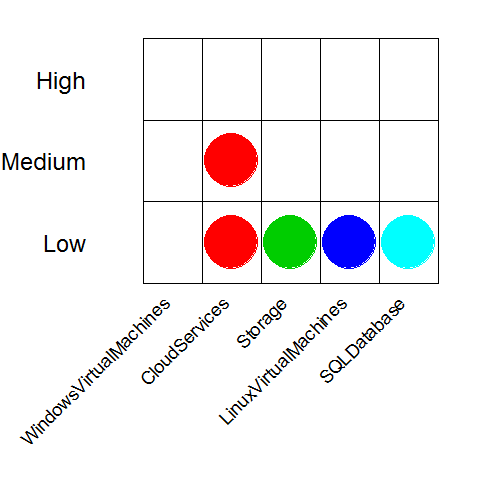 High
Medium
Low
WindowsVirtualMachines
CloudServices
Storage
LinuxVirtualMachines
SQLDatabase